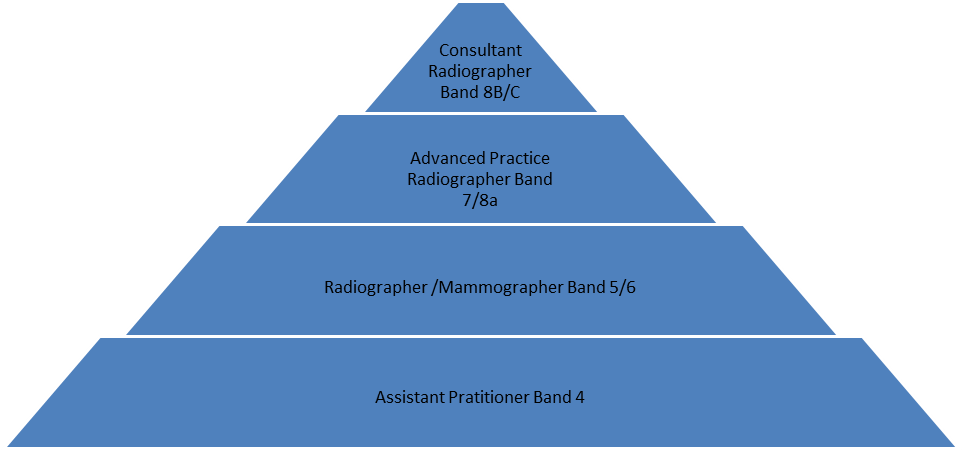 Consultant
Radiographer
Band 8B/C
Advanced Practice
Radiographer Band
7/8a
Radiographer /Mammographer Band 5/6
Assistant Pratitioner Band 4